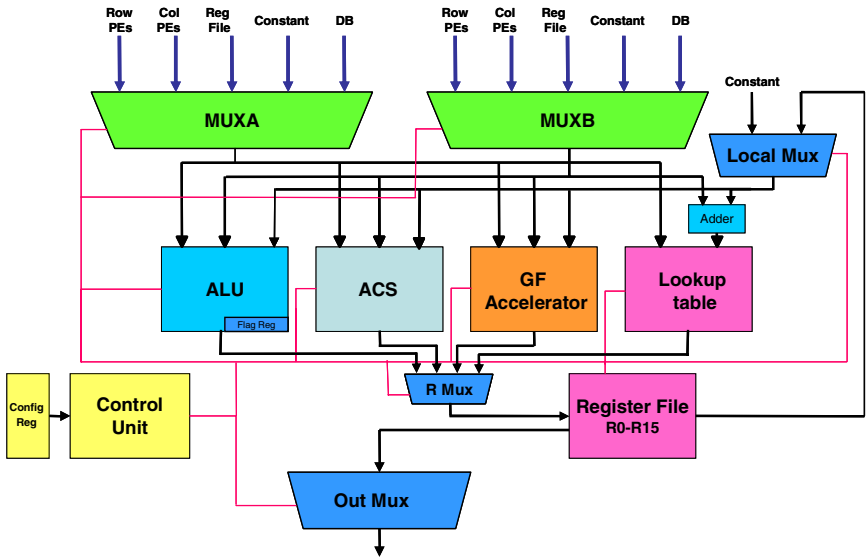 Row PEs
Col PEs
Reg File
Constant
DB
Row PEs
Col PEs
Reg File
Constant
DB
Constant
MUXA
MUXB
Local Mux
Adder
ALU
Flag Reg
ACS
GF
Accelerator
Lookup
table
R Mux
Config
Reg
Control
Unit
Register File
R0-R15
Out Mux